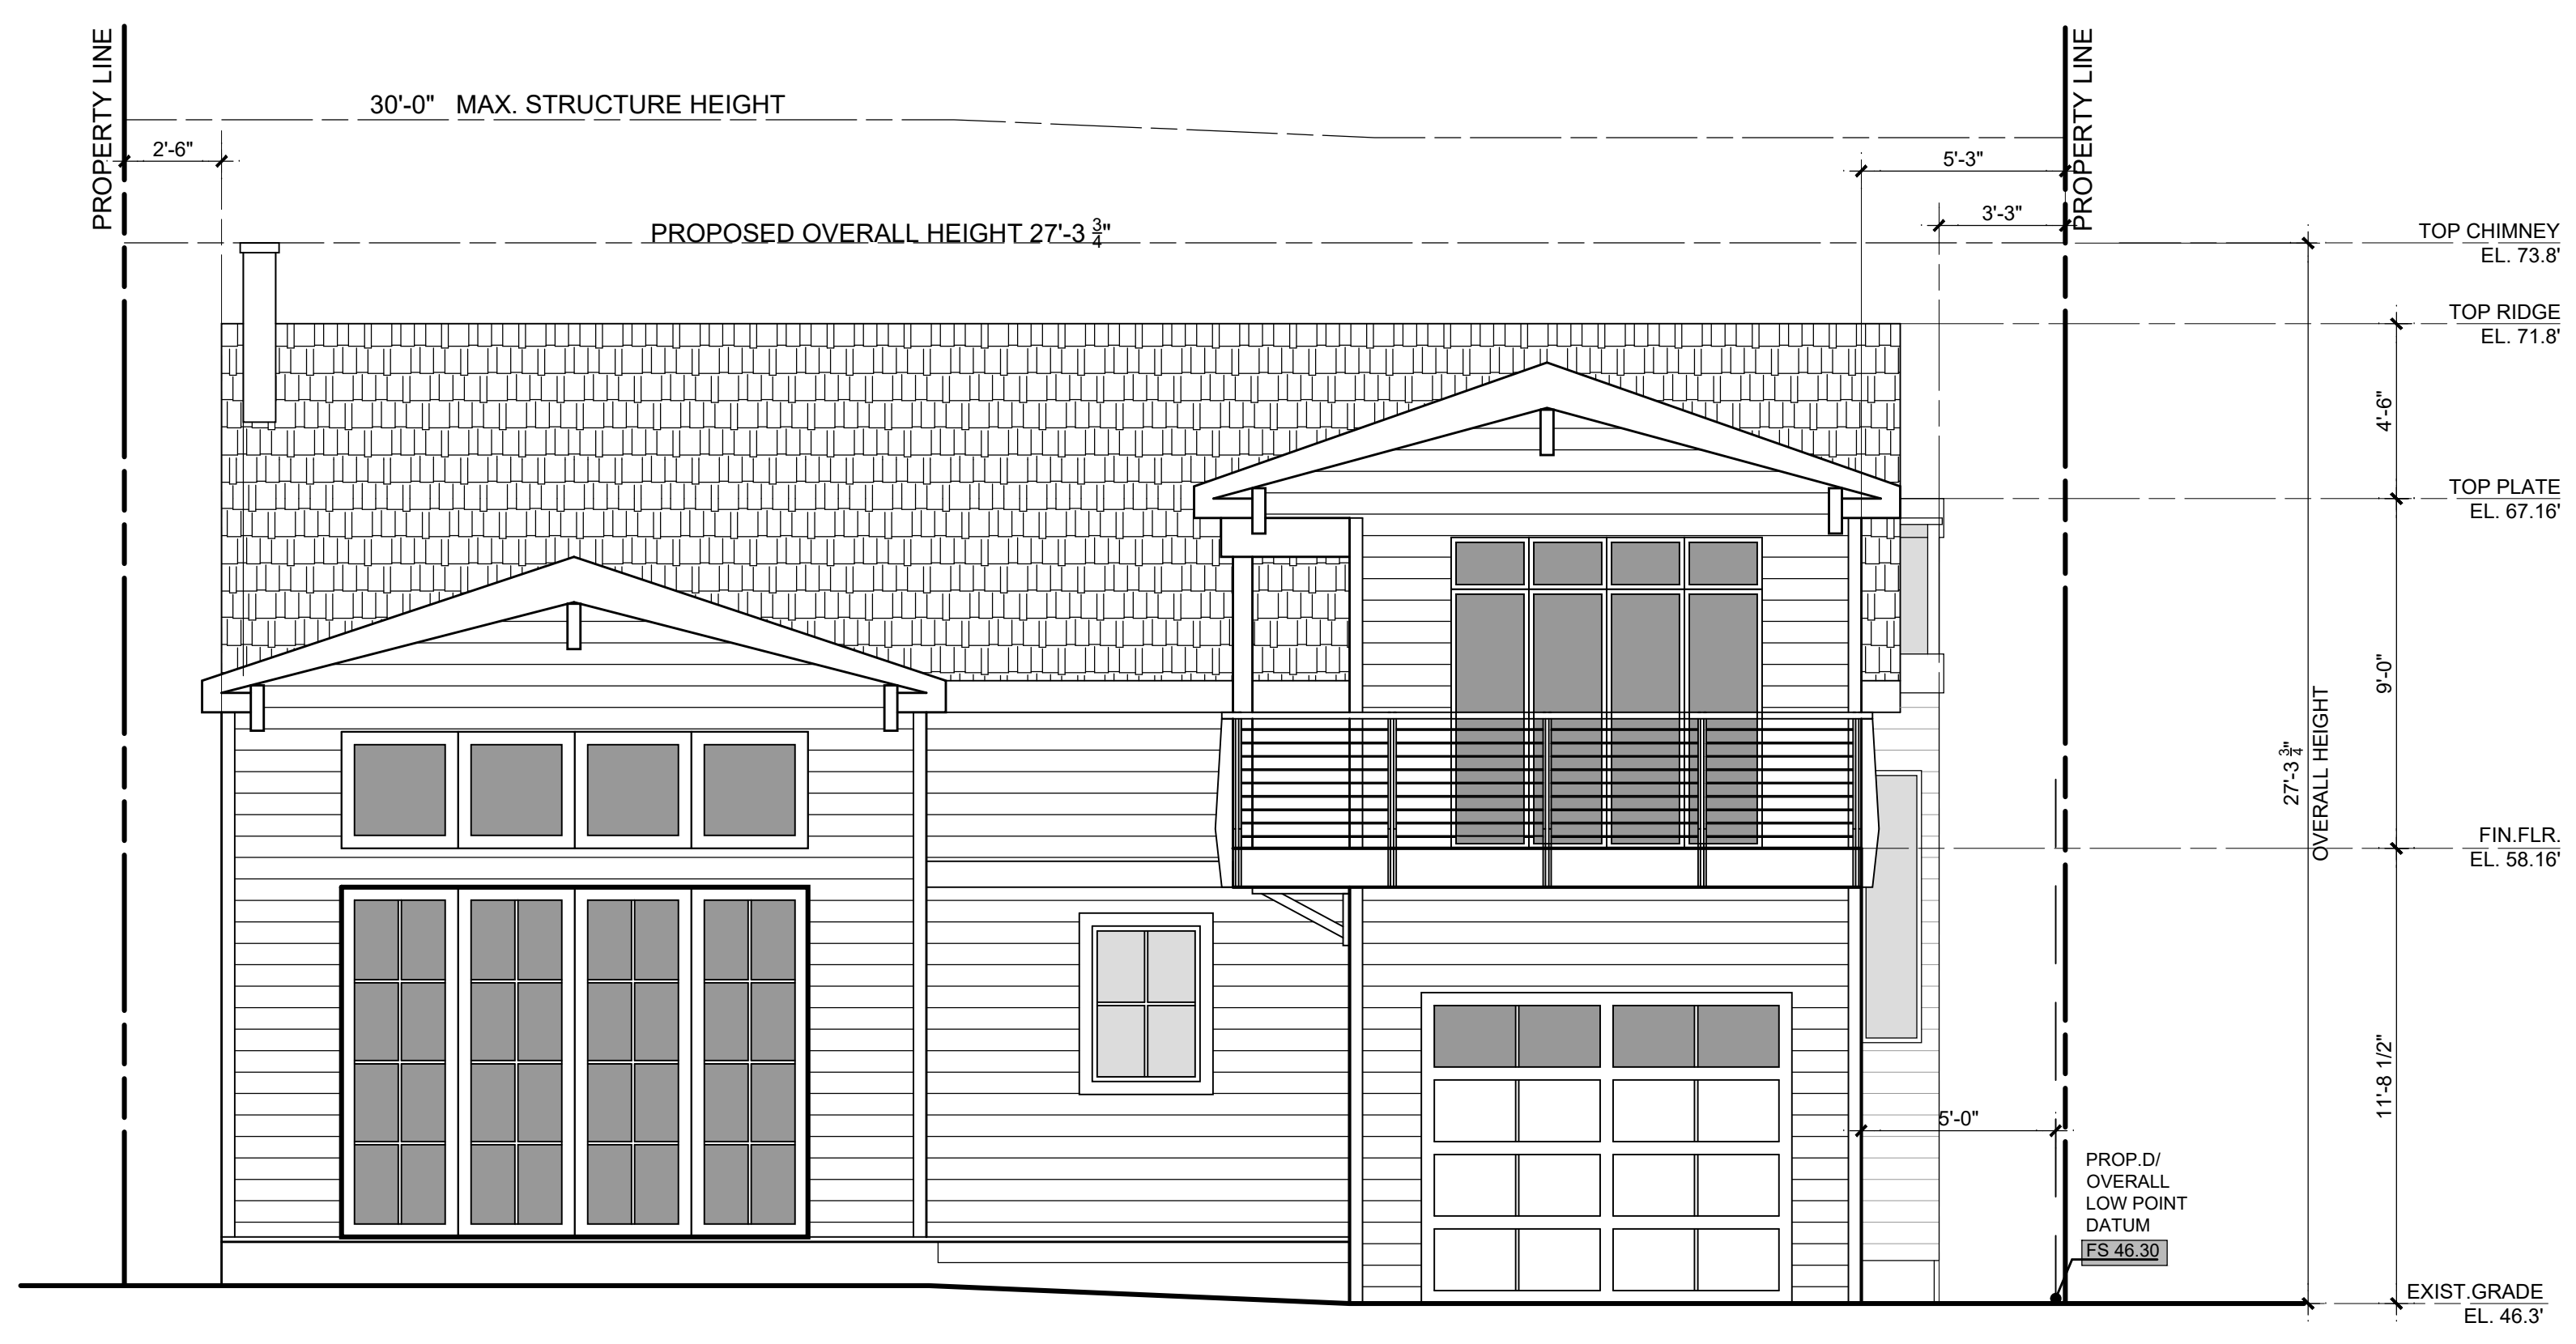 PROPERTY LINE
30'-0" MAX. STRUCTURE HEIGHT
PROPERTY LINE
2'-6"
5'-3"
3'-3"
PROPOSED OVERALL HEIGHT 27'-3 3/4"
TOP CHIMNEY
EL. 73.8'
TOP RIDGE
EL. 71.8'
4'-6"
TOP PLATE
EL. 67.16'
9'-0"
27'-3 3/4"
OVERALL HEIGHT
FIN.FLR.
EL. 58.16'
11'-8 1/2"
5'-0"
PROP.D/
OVERALL
LOW POINT
DATUM
FS 46.30
EXIST.GRADE
EL. 46.3'